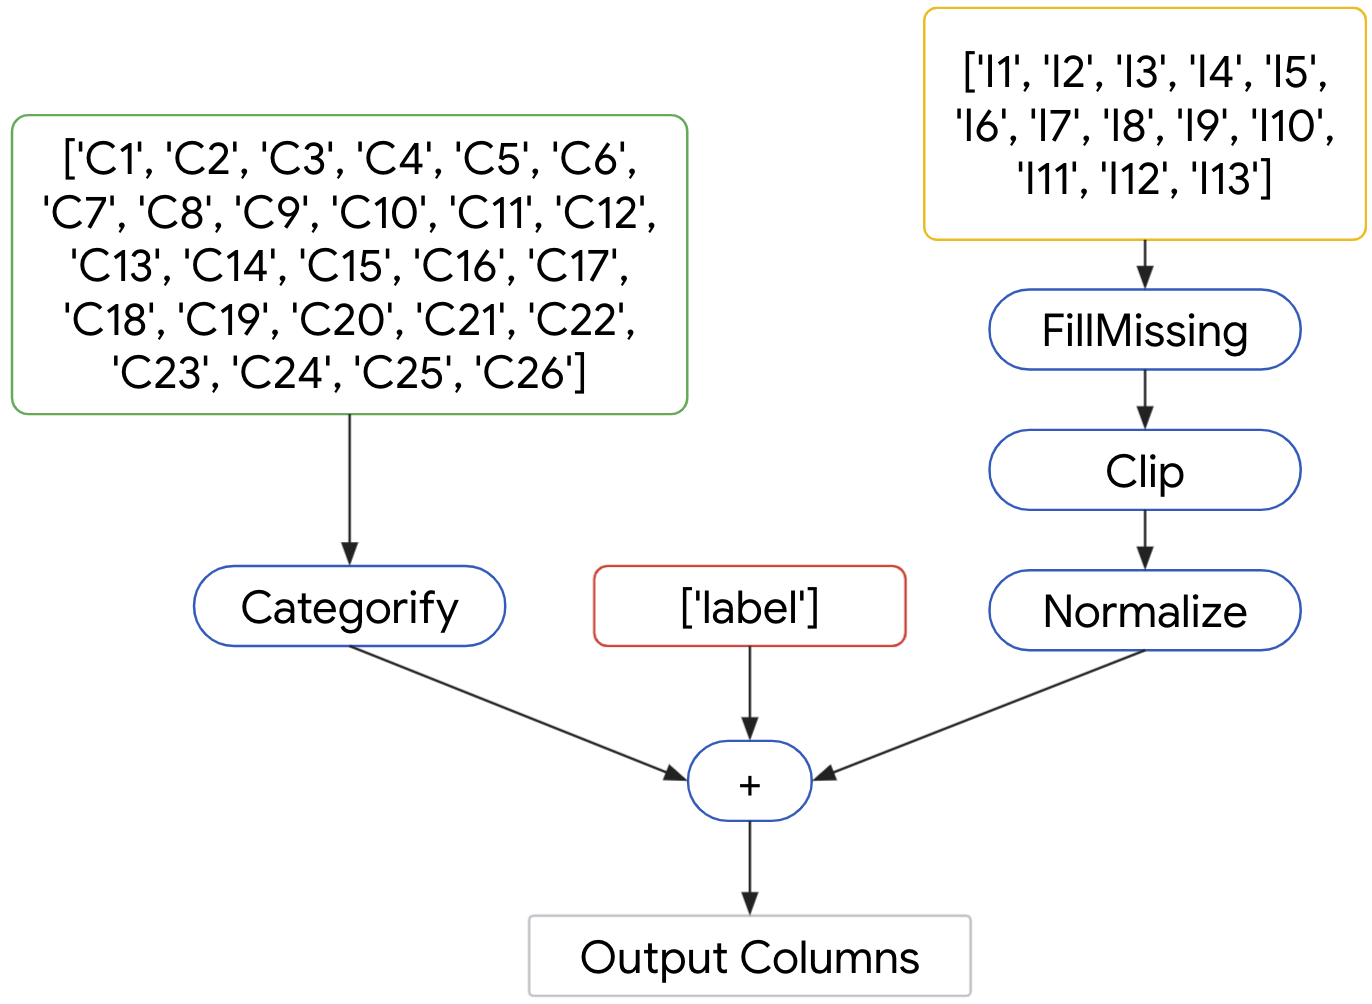 ['I1', 'I2', 'I3', 'I4', 'I5',
'I6', 'I7', 'I8', 'I9', 'I10',
'I11', 'I12', 'I13']
['C1', 'C2', 'C3', 'C4', 'C5', 'C6',
'C7', 'C8', 'C9', 'C10', 'C11', 'C12',
'C13', 'C14', 'C15', 'C16', 'C17',
'C18', 'C19', 'C20', 'C21', 'C22',
'C23', 'C24', 'C25', 'C26']
FillMissing
Clip
Categorify
['label']
Normalize
+
Output Columns